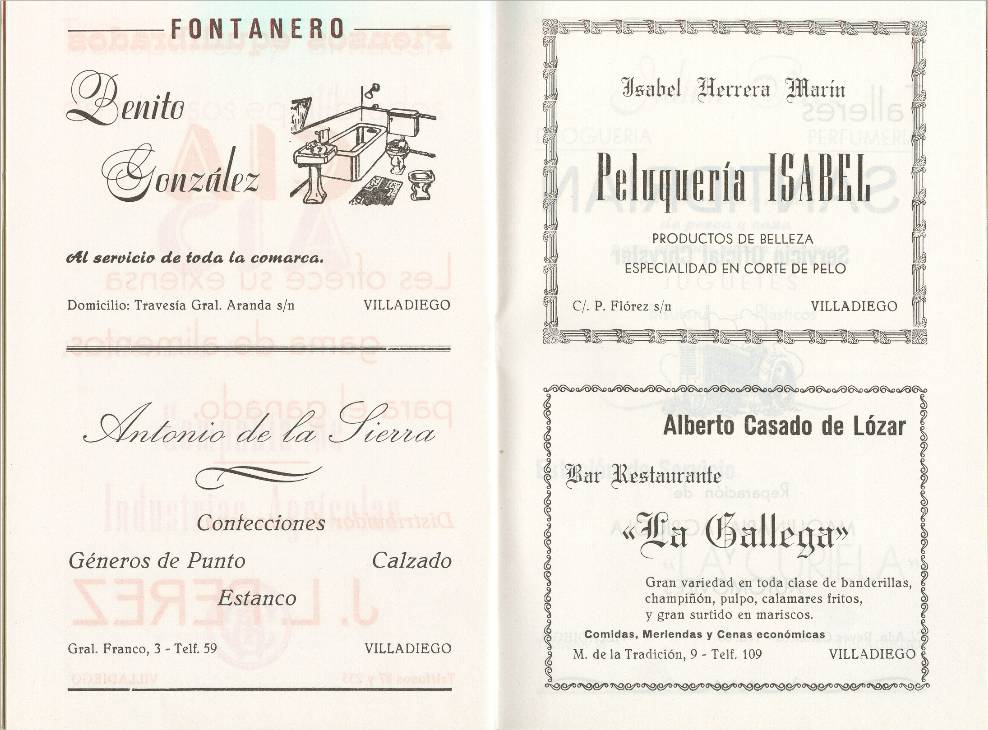 FONTANERO
Benito
González
Al servicio de toda la comarca.
Domicilio: Travesía Gral. Aranda s/n VILLADIEGO
Antonio de la Sierra
Confecciones
Géneros de Punto Calzado
Estanco
Gral. Franco, 3 - Telf. 59 VILLADIEGO
Isabel Herrera Marín
Peluquería ISABEL
PRODUCTOS DE BELLEZA
ESPECIALIDAD EN CORTE DE PELO
C/. P. Flórez s/n VILLADIEGO
Alberto Casado de Lózar
Bar Restaurante
«La Gallega»
Gran variedad en toda clase de banderillas,
champiñón, pulpo, calamares fritos,
y gran surtido en mariscos.
Comidas, Meriendas y Cenas económicas
M. de la Tradición, 9 - Telf. 109 VILLADIEGO